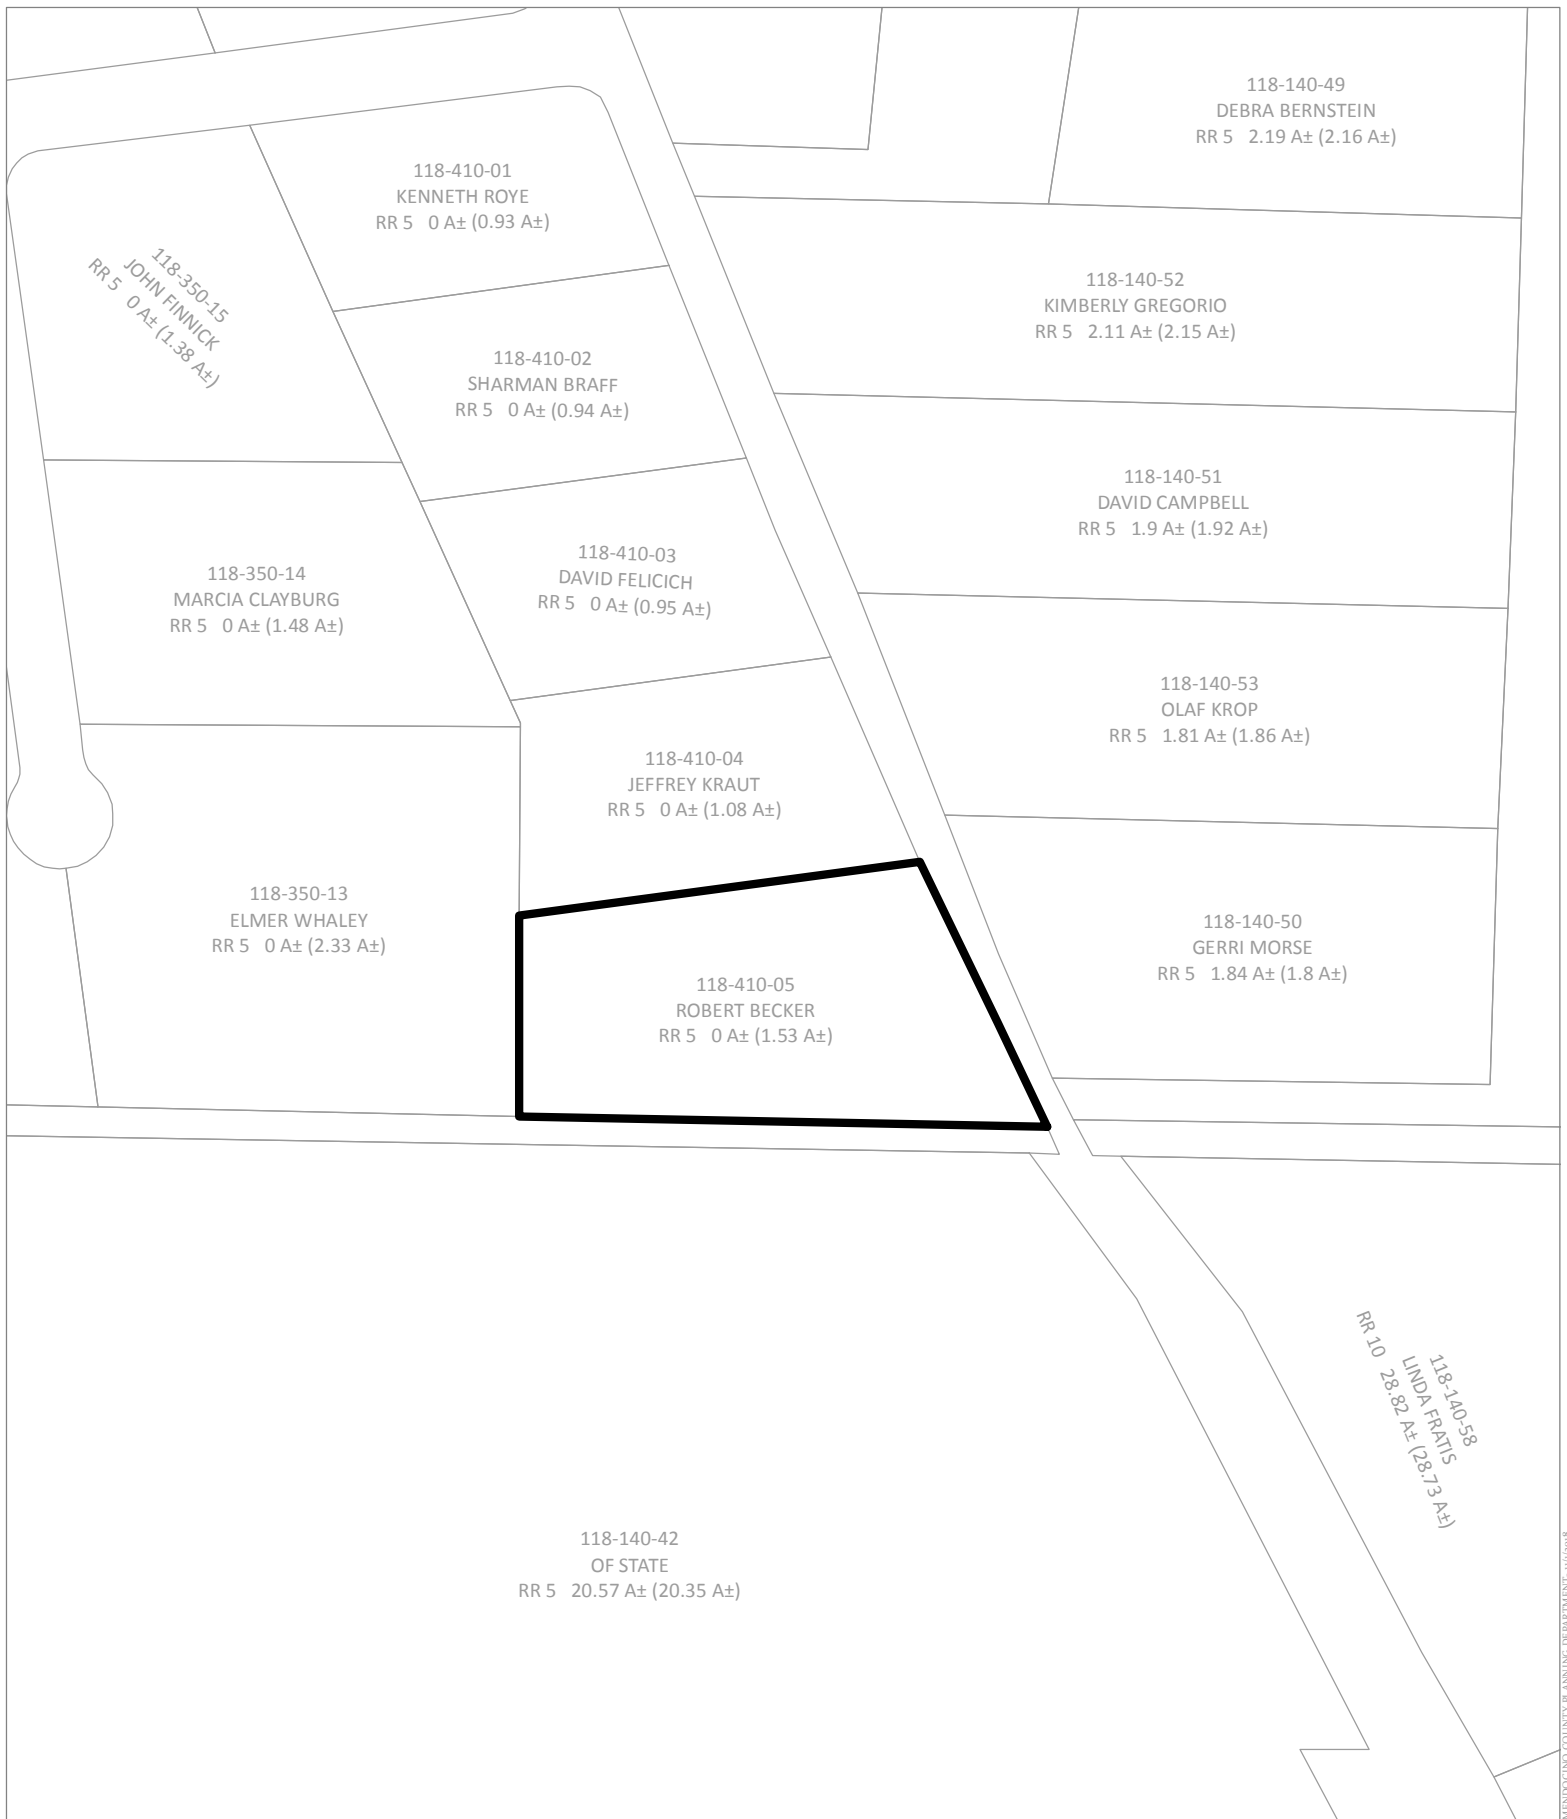 118-140-49
DEBRA BERNSTEIN
RR 5 2.19 A± (2.16 A±)
118-410-01
KENNETH ROYE
RR 5 0 A± (0.93 A±)
118-350-15
JOHN FINNICK
RR 5 0 A± (1.38 A±)
118-140-52
KIMBERLY GREGORIO
RR 5 2.11 A± (2.15 A±)
118-410-02
SHARMAN BRAFF
RR 5 0 A± (0.94 A±)
118-140-51
DAVID CAMPBELL
RR 5 1.9 A± (1.92 A±)
118-410-03
DAVID FELICICH
RR 5 0 A± (0.95 A±)
118-350-14
MARCIA CLAYBURG
RR 5 0 A± (1.48 A±)
118-140-53
OLAF KROP
RR 5 1.81 A± (1.86 A±)
118-410-04
JEFFREY KRAUT
RR 5 0 A± (1.08 A±)
118-350-13
ELMER WHALEY
RR 5 0 A± (2.33 A±)
118-140-50
GERRI MORSE
RR 5 1.84 A± (1.8 A±)
118-410-05
ROBERT BECKER
RR 5 0 A± (1.53 A±)
118-140-58
LINDA FRATIS
RR 10 28.82 A± (28.73 A±)
118-140-42
OF STATE
RR 5 20.57 A± (20.35 A±)
MENDOCINO COUNTY PLANNING DEPARTMENT